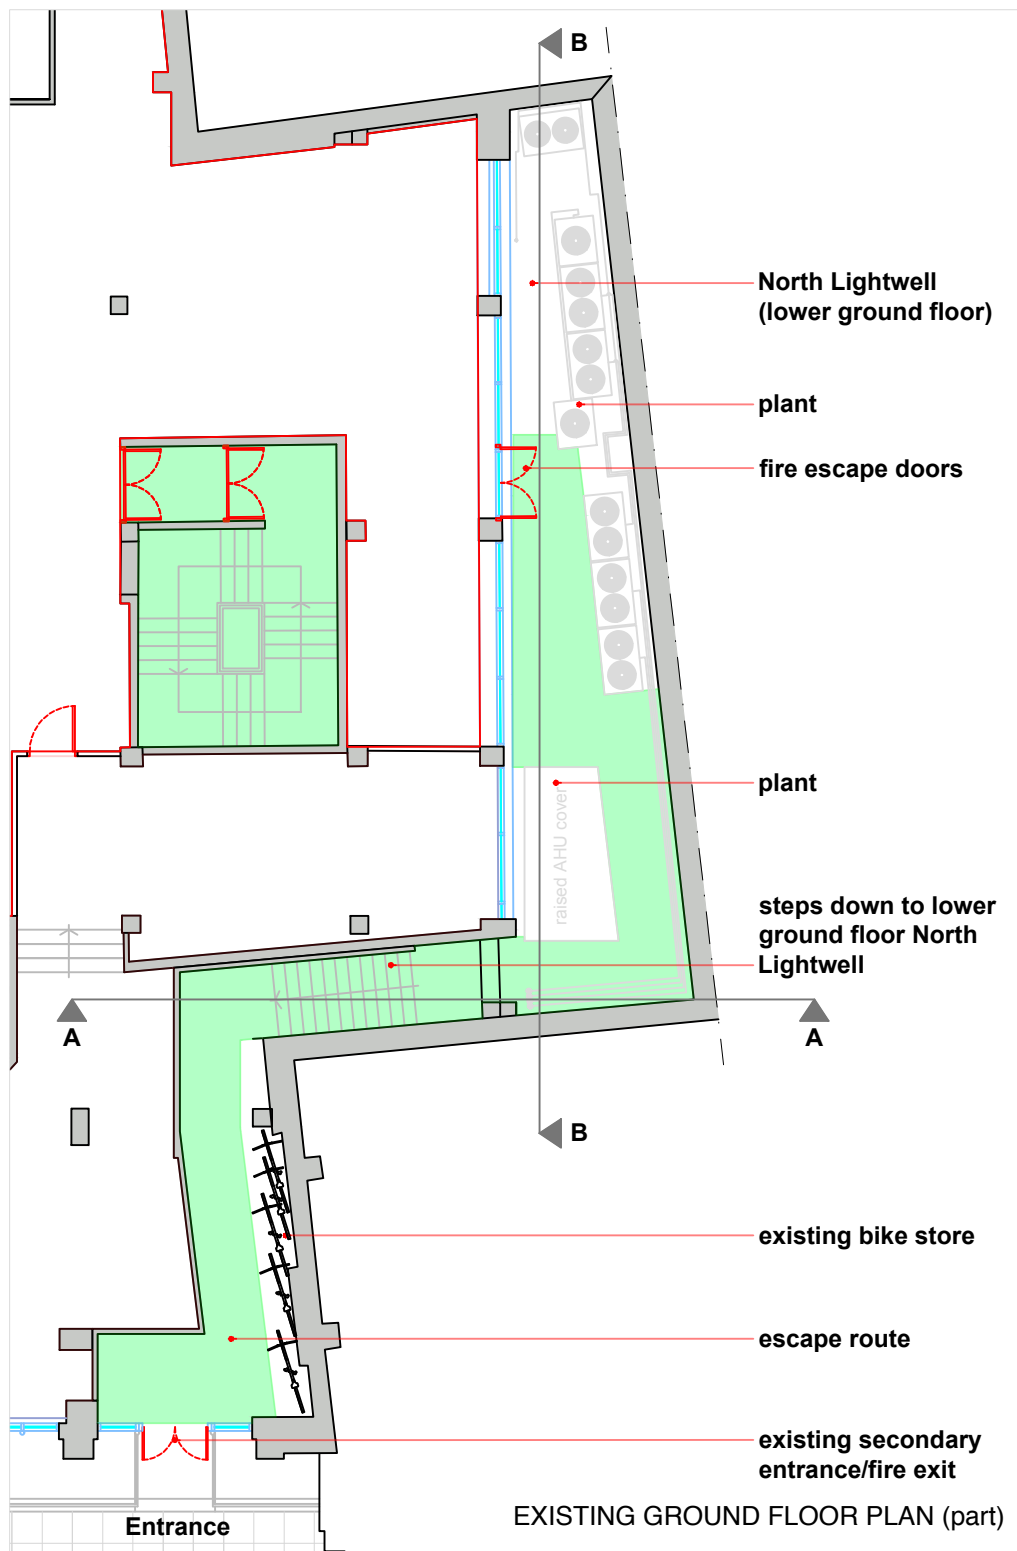 B
North Lightwell
(lower ground floor)
plant
fire escape doors
plant
raised AHU cover
steps down to lower
ground floor North
Lightwell
A
A
B
existing bike store
escape route
existing secondary
entrance/fire exit
Entrance
EXISTING GROUND FLOOR PLAN (part)